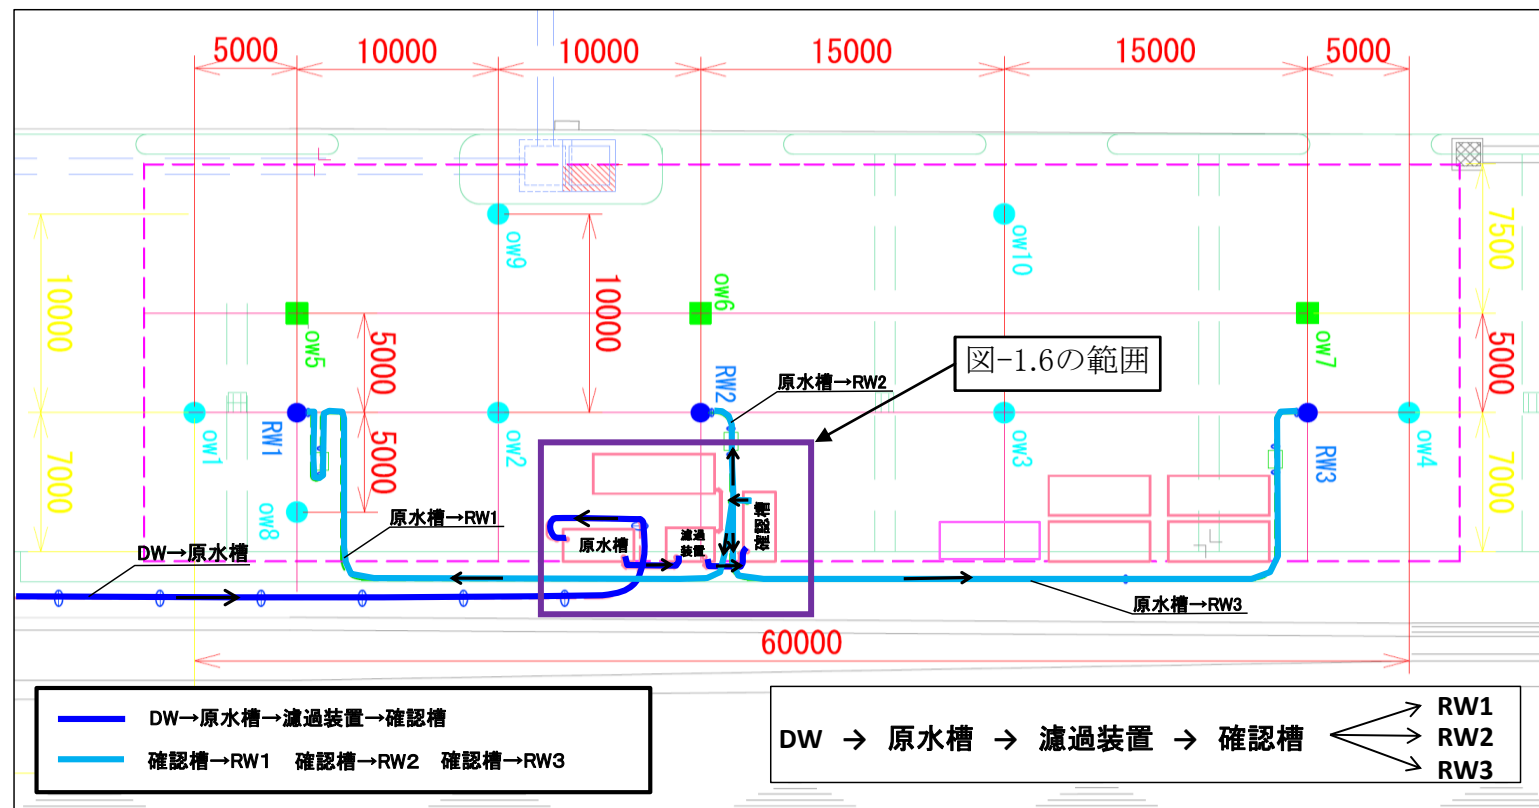 5000
10000
10000
15000
15000
5000
10000
7000
7500
5000
7000
10000
5000
5000
ow9
ow10
ow5
ow6
ow7
図-1.6の範囲
原水槽→RW2
RW2
ow1
RW1
ow2
ow3
RW3
ow4
ow8
原水槽→RW1
DW→原水槽
原水槽
濾過
装置
確認槽
原水槽→RW3
60000
DW→原水槽→濾過装置→確認槽
確認槽→RW1 確認槽→RW2 確認槽→RW3
DW → 原水槽 → 濾過装置 → 確認槽
RW1
RW2
RW3